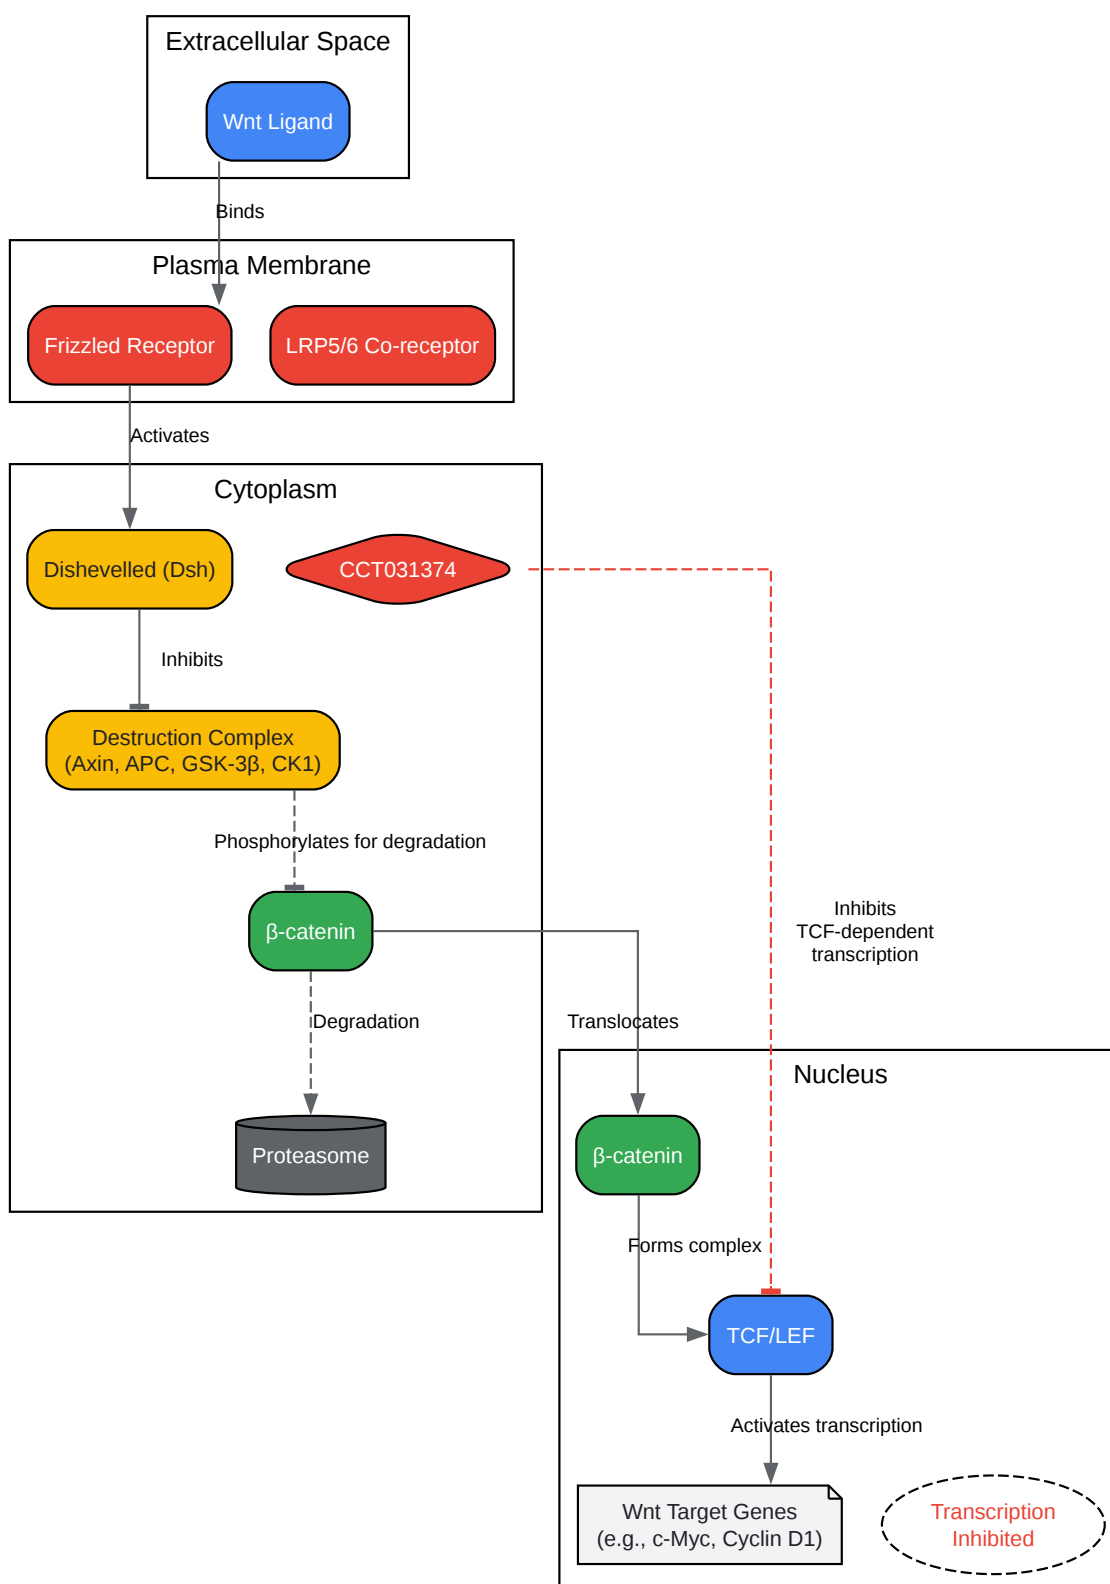 Extracellular Space
Wnt Ligand
Binds
Plasma Membrane
Frizzled Receptor
LRP5/6 Co-receptor
Activates
Cytoplasm
Dishevelled (Dsh)
CCT031374
Inhibits
Destruction Complex
(Axin, APC, GSK-3β, CK1)
Phosphorylates for degradation
β-catenin
Inhibits
TCF-dependent
transcription
Degradation
Translocates
Nucleus
Proteasome
β-catenin
Forms complex
TCF/LEF
Activates transcription
Wnt Target Genes
(e.g., c-Myc, Cyclin D1)
Transcription
Inhibited